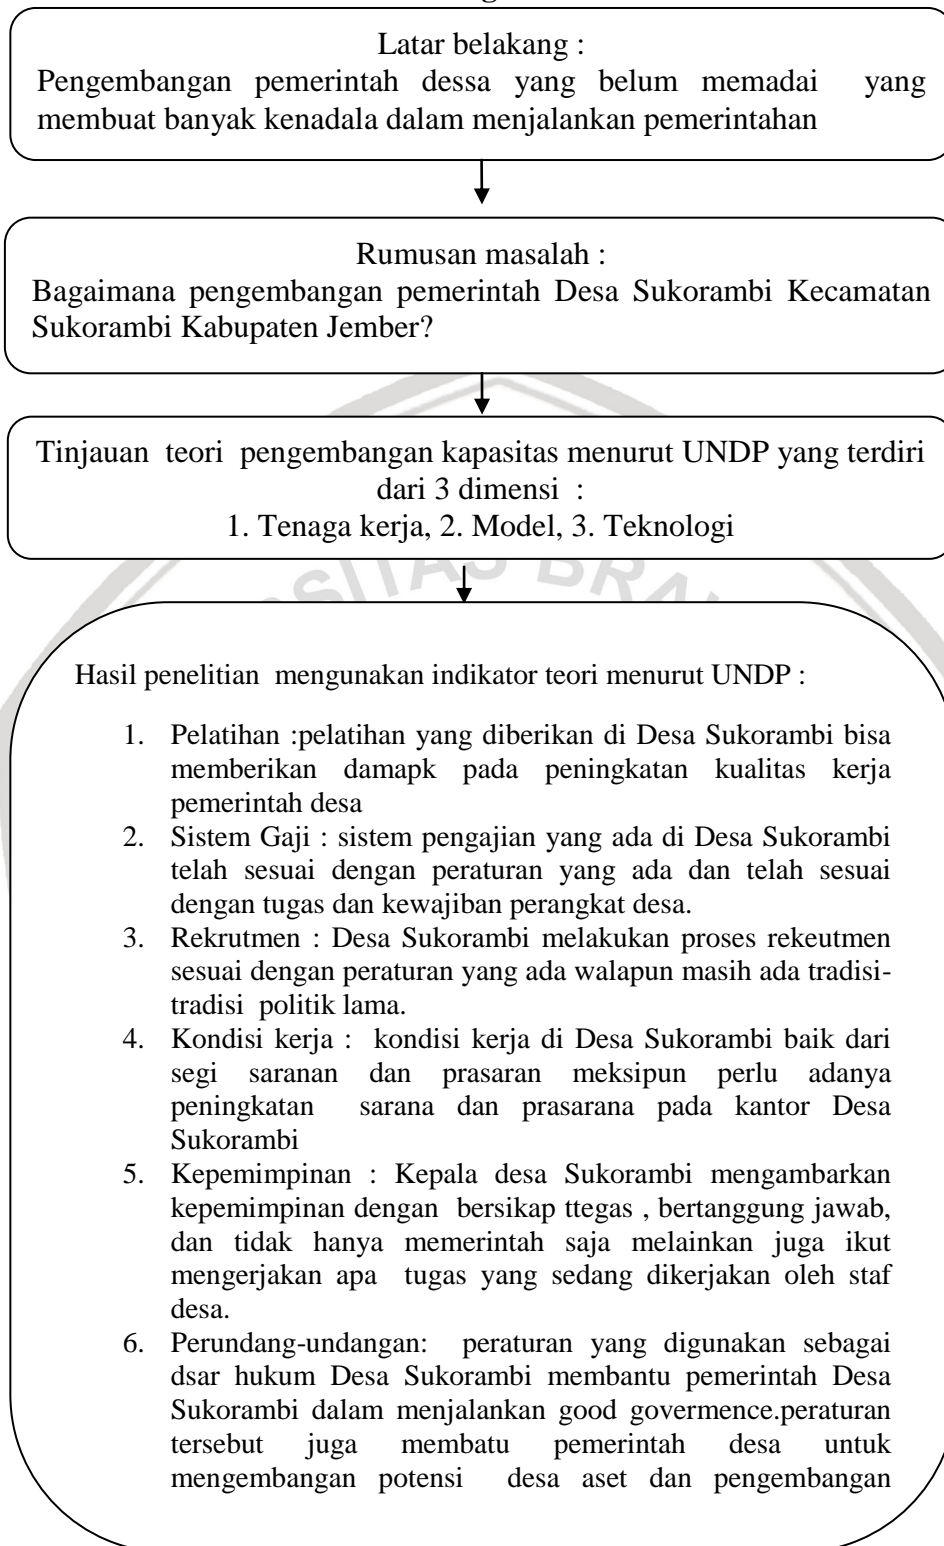 Latar belakang :
Pengembangan pemerintah dessa yang belum memadai yang
membuat banyak kenadala dalam menjalankan pemerintahan
Rumusan masalah :
Bagaimana pengembangan pemerintah Desa Sukorambi Kecamatan
Sukorambi Kabupaten Jember?
Tinjauan teori pengembangan kapasitas menurut UNDP yang terdiri
dari 3 dimensi :
1. Tenaga kerja, 2. Model, 3. Teknologi
SITAS BRA
Hasil penelitian mengunakan indikator teori menurut UNDP :
1. Pelatihan :pelatihan yang diberikan di Desa Sukorambi bisa
memberikan damapk pada peningkatan kualitas kerja
pemerintah desa
2. Sistem Gaji : sistem pengajian yang ada di Desa Sukorambi
telah sesuai dengan peraturan yang ada dan telah sesuai
dengan tugas dan kewajiban perangkat desa.
3. Rekrutmen : Desa Sukorambi melakukan proses rekeutmen
sesuai dengan peraturan yang ada walapun masih ada tradisi-
tradisi politik lama.
4. Kondisi kerja : kondisi kerja di Desa Sukorambi baik dari
segi saranan dan prasaran meksipun perlu adanya
peningkatan sarana dan prasarana pada kantor Desa
Sukorambi
5. Kepemimpinan : Kepala desa Sukorambi mengambarkan
kepemimpinan dengan bersikap ttegas , bertanggung jawab,
dan tidak hanya memerintah saja melainkan juga ikut
mengerjakan apa tugas yang sedang dikerjakan oleh staf
desa.
6. Perundang-undangan: peraturan yang digunakan sebagai
dsar hukum Desa Sukorambi membantu pemerintah Desa
Sukorambi dalam menjalankan good govermence.peraturan
tersebut juga membatu pemerintah desa untuk
mengembangan potensi desa aset dan pengembangan